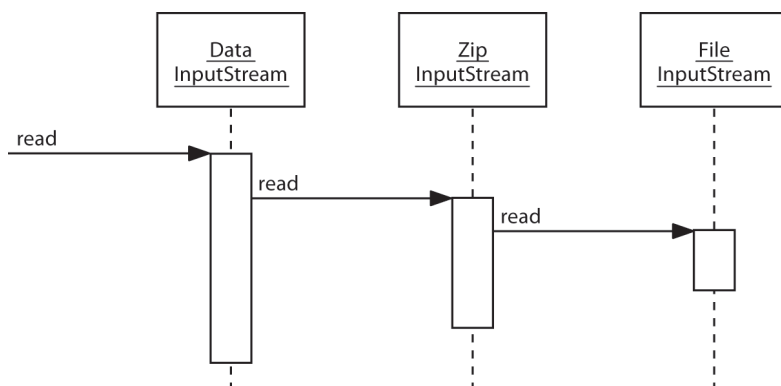 Data
InputStream
Zip
InputStream
File
InputStream
read
read
read